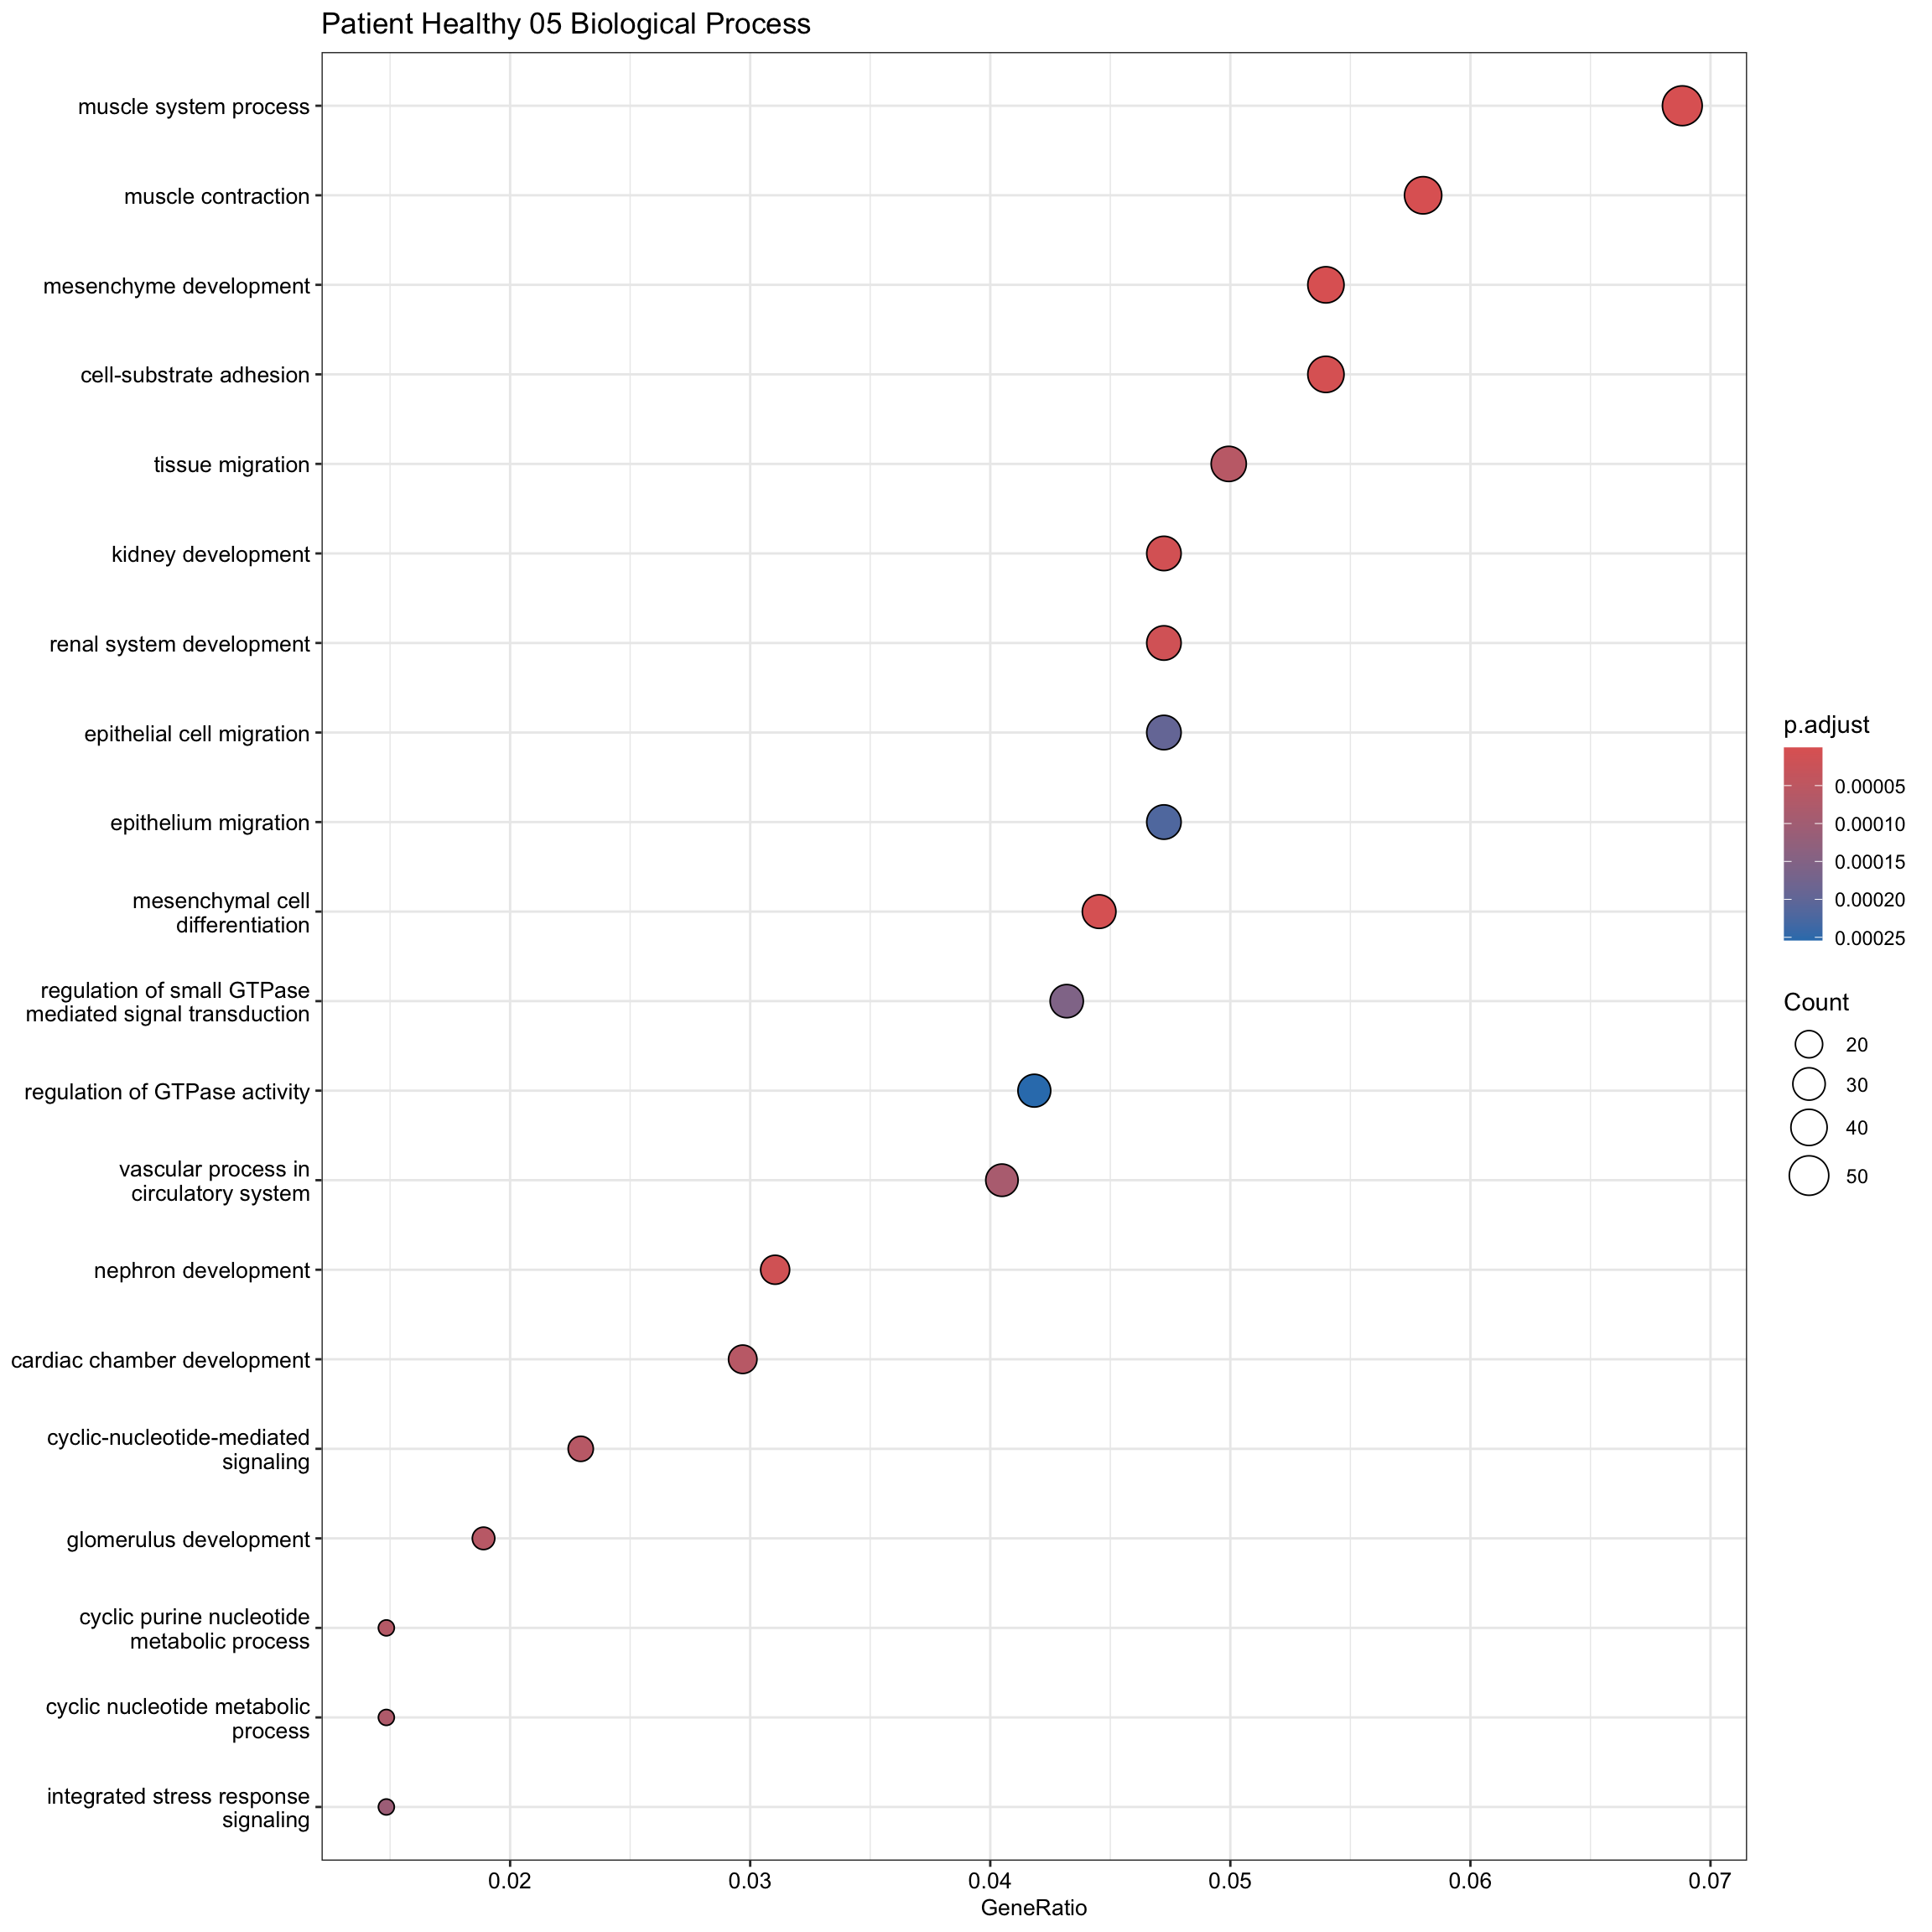 Patient Healthy 05 Biological Process
muscle system process
muscle contraction
mesenchyme development
cell-substrate adhesion
tissue migration
kidney development
renal system development
epithelial cell migration
epithelium migration
mesenchymal cell
differentiation
regulation of small GTPase
mediated signal transduction
regulation of GTPase activity
vascular process in
circulatory system
nephron development
cardiac chamber development
cyclic-nucleotide-mediated
signaling
glomerulus development
cyclic purine nucleotide
metabolic process
cyclic nucleotide metabolic
process
integrated stress response
signaling
0.02 0.03 0.04 0.05 0.06 0.07
GeneRatio
p.adjust
0.00005
0.00010
0.00015
0.00020
0.00025
Count
20
30
40
50